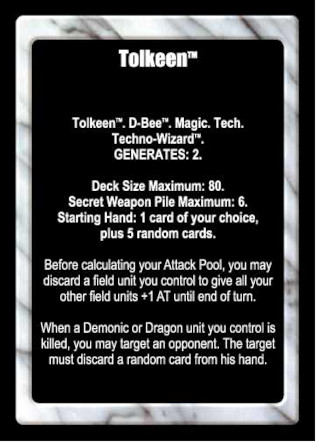 Tolkeen™
Tolkeen™. D-Bee™. Magic. Tech.
Techno-Wizard™.
GENERATES: 2.
Deck Size Maximum: 80.
Secret Weapon Pile Maximum: 6.
Starting Hand: 1 card of your choice,
plus 5 random cards.
Before calculating your Attack Pool, you may
discard a field unit you control to give all your
other field units +1 AT until end of turn.
When a Demonic or Dragon unit you control is
killed, you may target an opponent. The target
must discard a random card from his hand.